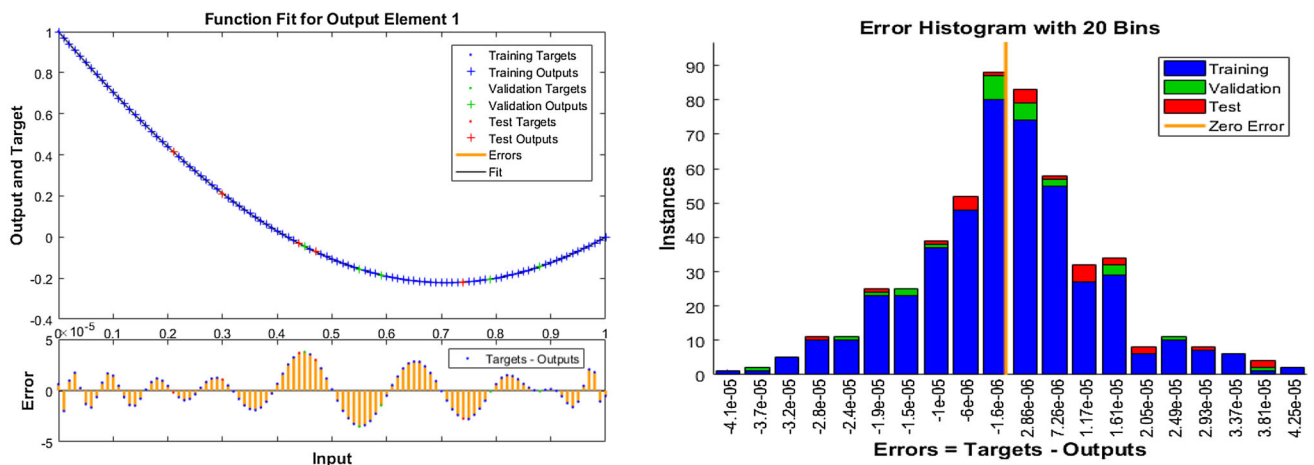 Function Fit for Output Element 1
Output and Target
1
0.8
0.6
0.4
0.2
0
-0.2
-0.4
Training Targets
Training Outputs
Validation Targets
Validation Outputs
Test Targets
Test Outputs
Errors
Fit
0 0.1 0.2 0.3 0.4 0.5 0.6 0.7 0.8 0.9 1
×10^-5
Error
5
0
-5
Targets - Outputs
Input
Error Histogram with 20 Bins
Instances
90
80
70
60
50
40
30
20
10
0
Training
Validation
Test
Zero Error
-4.1e-05
-3.7e-05
-3.2e-05
-2.8e-05
-2.4e-05
-1.9e-05
-1.5e-05
-1e-05
-6e-06
-1.6e-06
2.86e-06
7.26e-06
1.17e-05
1.61e-05
2.05e-05
2.49e-05
2.93e-05
3.37e-05
3.81e-05
4.25e-05
Errors = Targets - Outputs